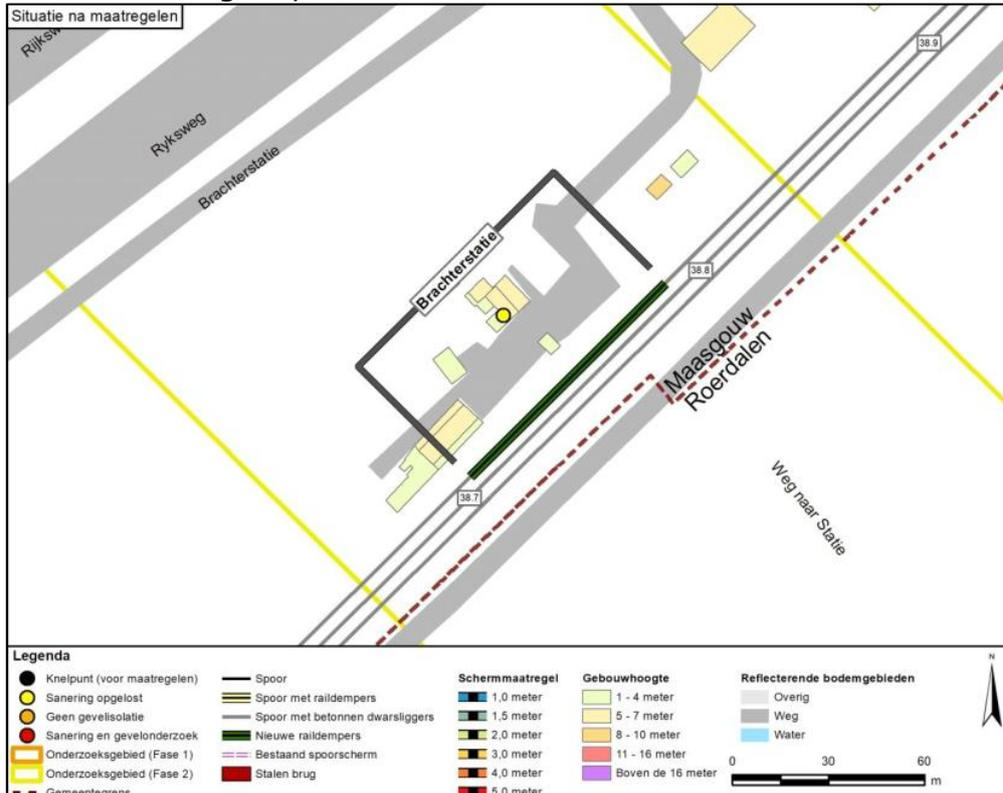 Situatie na maatregelen
Ryksweg
Brachterstatie
Brachterstatie
38.9
38.8
38.7
Maasgouw
Roerdalen
Weg naar Statie
Legenda
Knelpunt (voor maatregelen)
Sanering opgelost
Geen gevelisolatie
Sanering en gevelonderzoek
Onderzoeksgebied (Fase 1)
Onderzoeksgebied (Fase 2)
Gemeentegrens
Spoor
Spoor met raildempers
Spoor met betonnen dwarsliggers
Nieuwe raildempers
Bestaand spoorscherm
Stalen brug
Schermmaatregel
1,0 meter
1,5 meter
2,0 meter
3,0 meter
4,0 meter
5,0 meter
Gebouwhoogte
1 - 4 meter
5 - 7 meter
8 - 10 meter
11 - 16 meter
Boven de 16 meter
Reflecterende bodemgebieden
Overig
Weg
Water
N
0 30 60
m